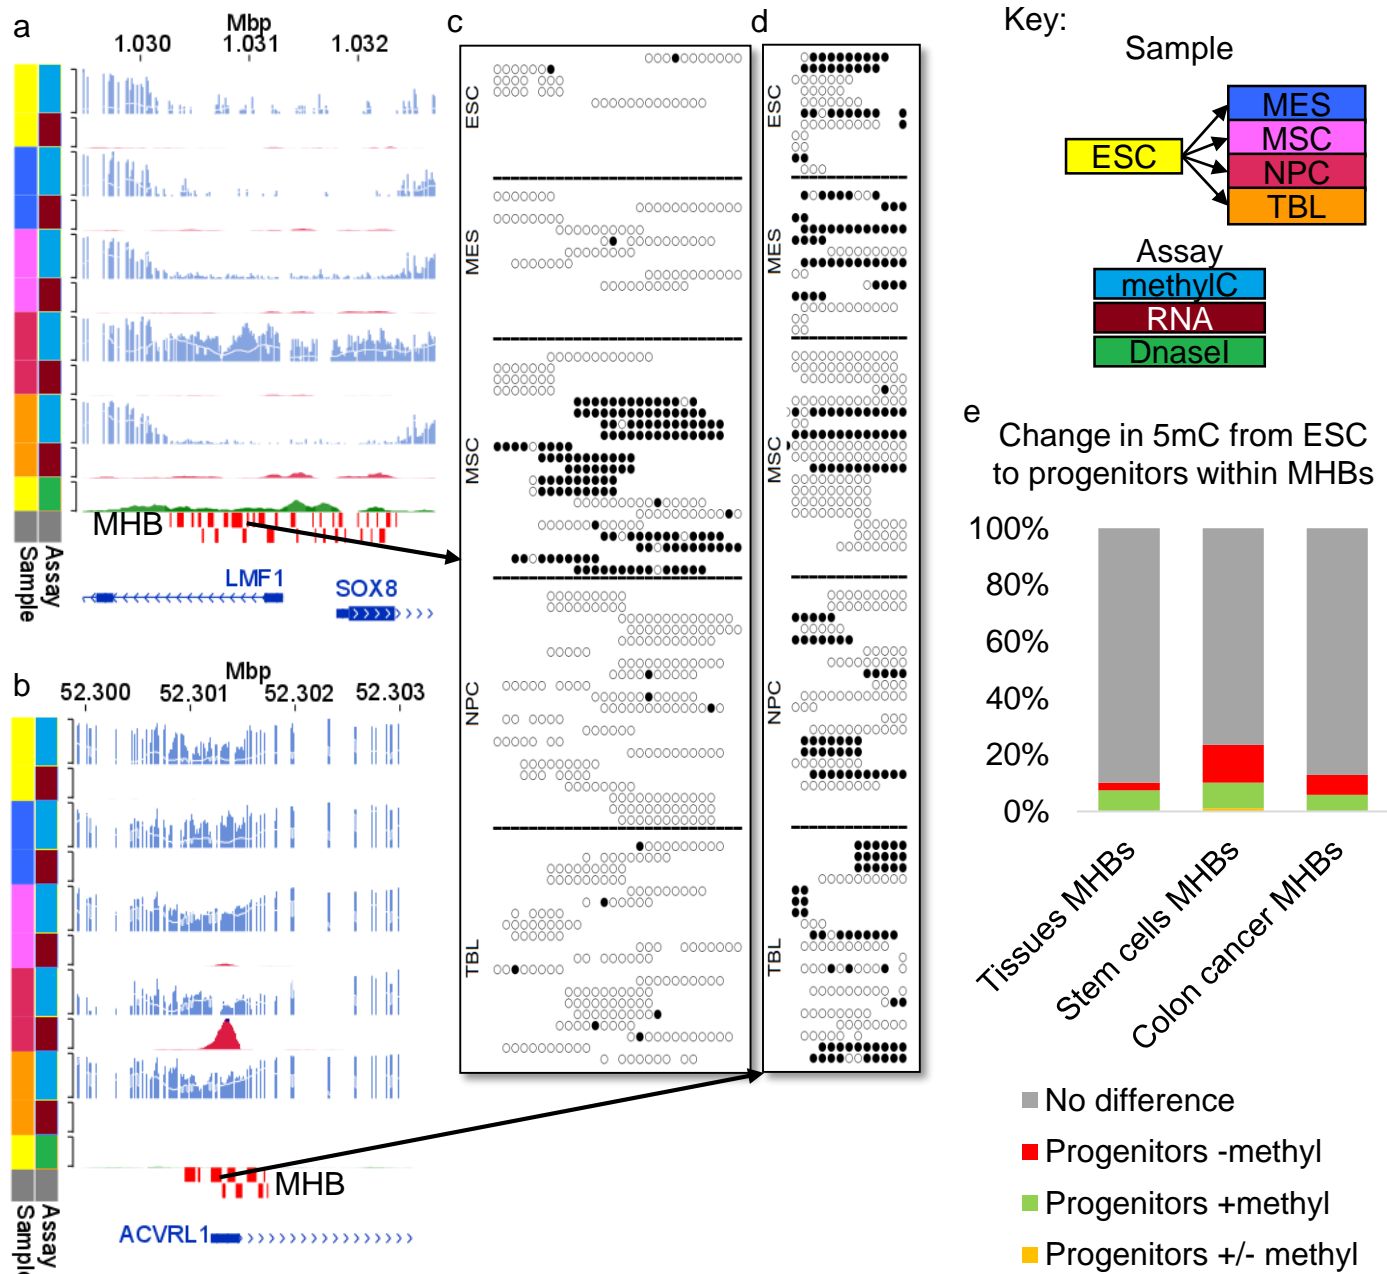 a
Mbp
1.030 1.031 1.032
MHB
LMF1
SOX8
Sample
Assay
b
Mbp
52.300 52.301 52.302 52.303
MHB
ACVRL1
Sample
Assay
c
ESC
MES
MSC
NPC
TBL
d
ESC
MES
MSC
NPC
TBL
Key:
Sample
ESC
MES
MSC
NPC
TBL
Assay
methylC
RNA
DnaseI
e
Change in 5mC from ESC
to progenitors within MHBs
100%
80%
60%
40%
20%
0%
Tissues MHBs
Stem cells MHBs
Colon cancer MHBs
No difference
Progenitors -methyl
Progenitors +methyl
Progenitors +/- methyl